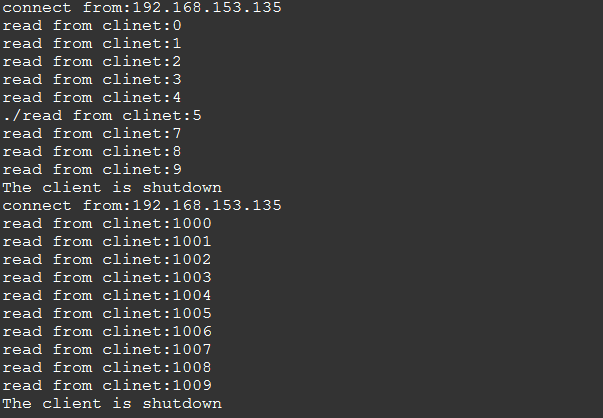 connect from:192.168.153.135
read from clinet:0
read from clinet:1
read from clinet:2
read from clinet:3
read from clinet:4
./read from clinet:5
read from clinet:7
read from clinet:8
read from clinet:9
The client is shutdown
connect from:192.168.153.135
read from clinet:1000
read from clinet:1001
read from clinet:1002
read from clinet:1003
read from clinet:1004
read from clinet:1005
read from clinet:1006
read from clinet:1007
read from clinet:1008
read from clinet:1009
The client is shutdown